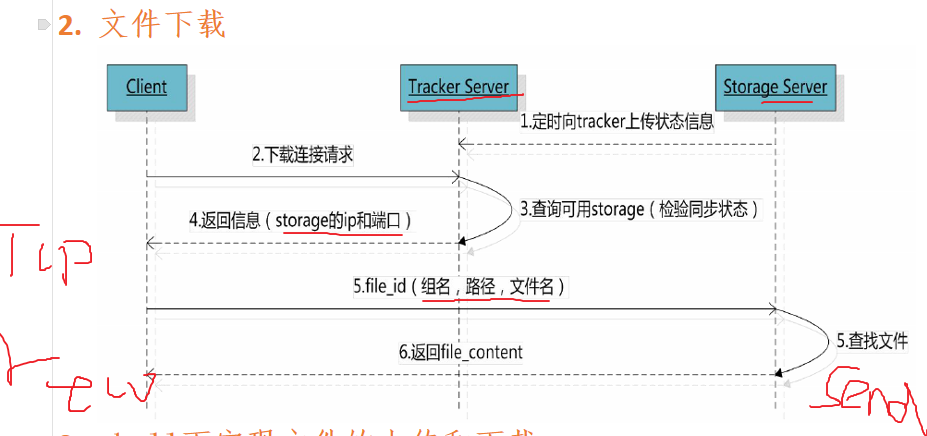 2. 文件下载
Client
Tracker Server
Storage Server
1.定时向tracker上传状态信息
2.下载连接请求
3.查询可用storage（检验同步状态）
4.返回信息（storage的ip和端口）
Tcp
5.file_id（组名，路径，文件名）
5.查找文件
6.返回file_content
send